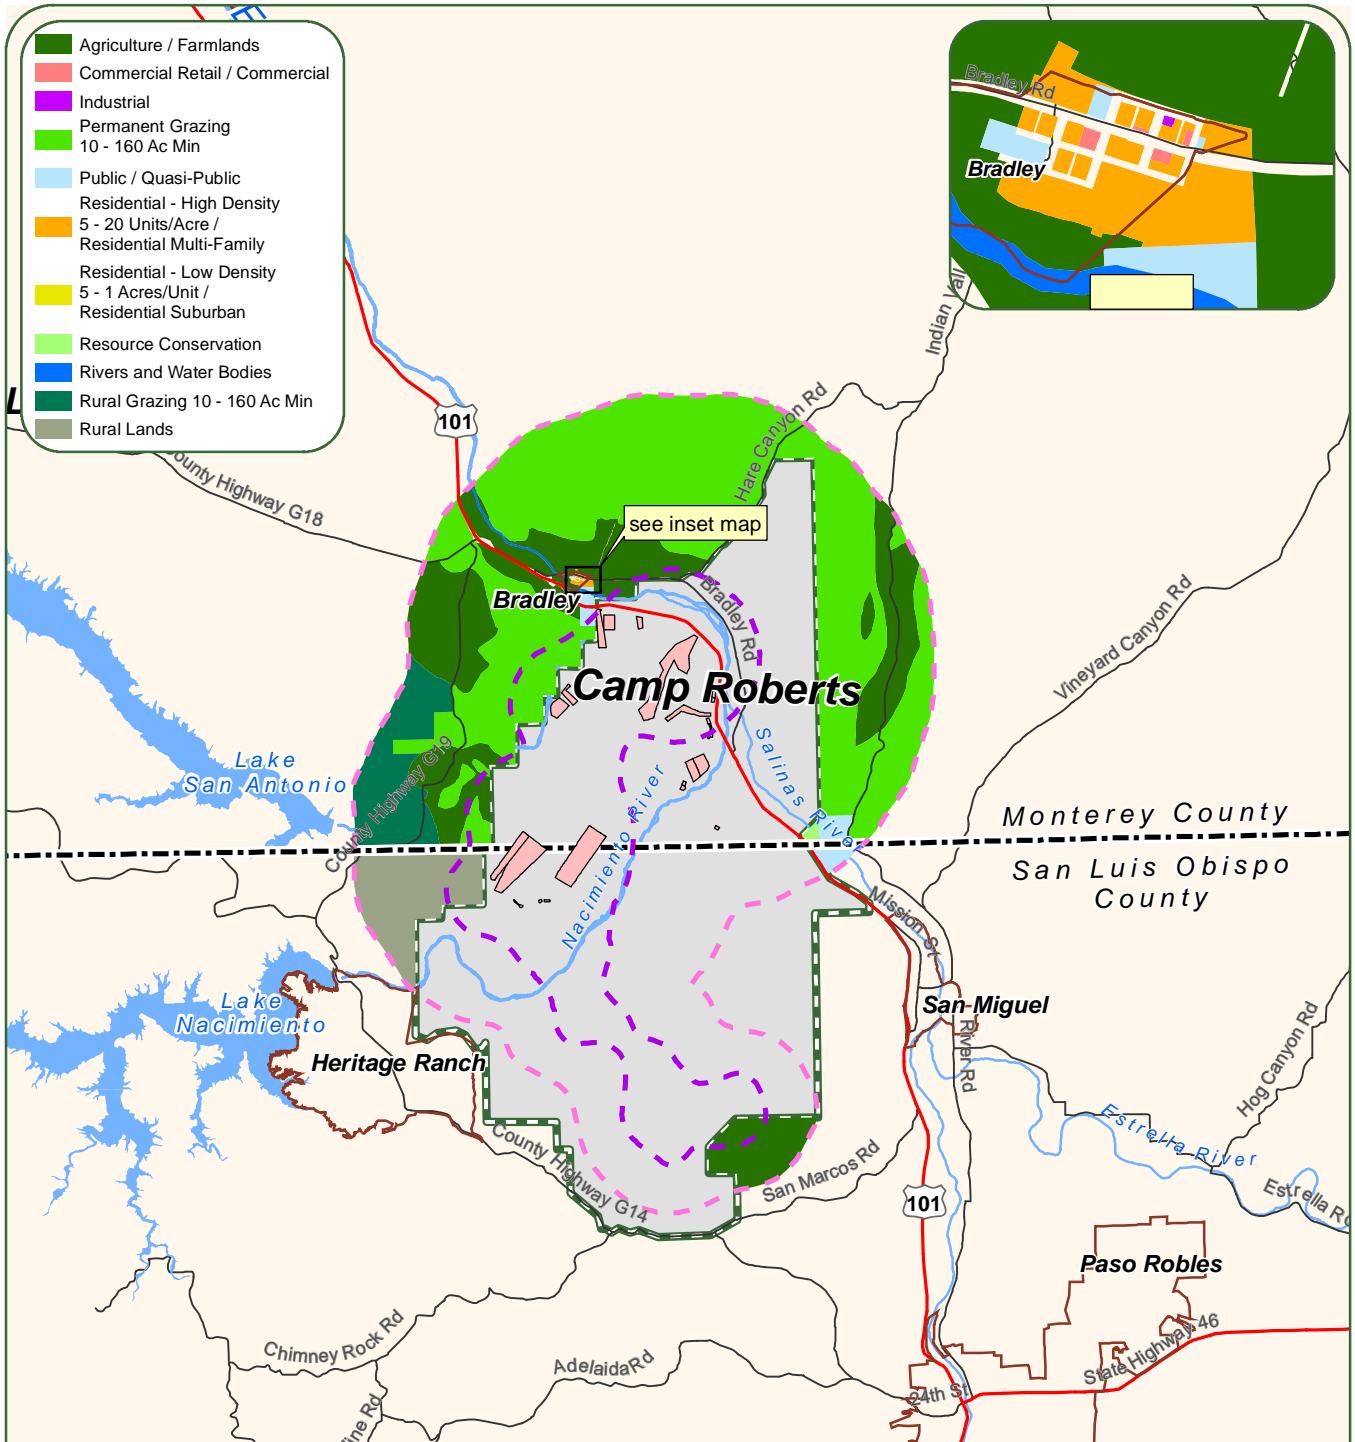 Agriculture / Farmlands
Commercial Retail / Commercial
Industrial
Permanent Grazing
10 - 160 Ac Min
Public / Quasi-Public
Residential - High Density
5 - 20 Units/Acre /
Residential Multi-Family
Residential - Low Density
5 - 1 Acres/Unit /
Residential Suburban
Resource Conservation
Rivers and Water Bodies
Rural Grazing 10 - 160 Ac Min
Rural Lands
Bradley Rd
Bradley
Indian Vall
L
101
Hare Canyon Rd
County Highway G18
see inset map
Bradley
Bradley Rd
Vineyard Canyon Rd
Camp Roberts
Lake
San Antonio
County Highway G19
Salinas River
Nacimiento River
Monterey County
San Luis Obispo
County
Mission St
Lake
Nacimiento
San Miguel
Heritage Ranch
River Rd
Hog Canyon Rd
Estrella River
County Highway G14
San Marcos Rd
Estrella Rd
101
Paso Robles
Chimney Rock Rd
Adelaida Rd
State Highway 46
24th St
ine Rd